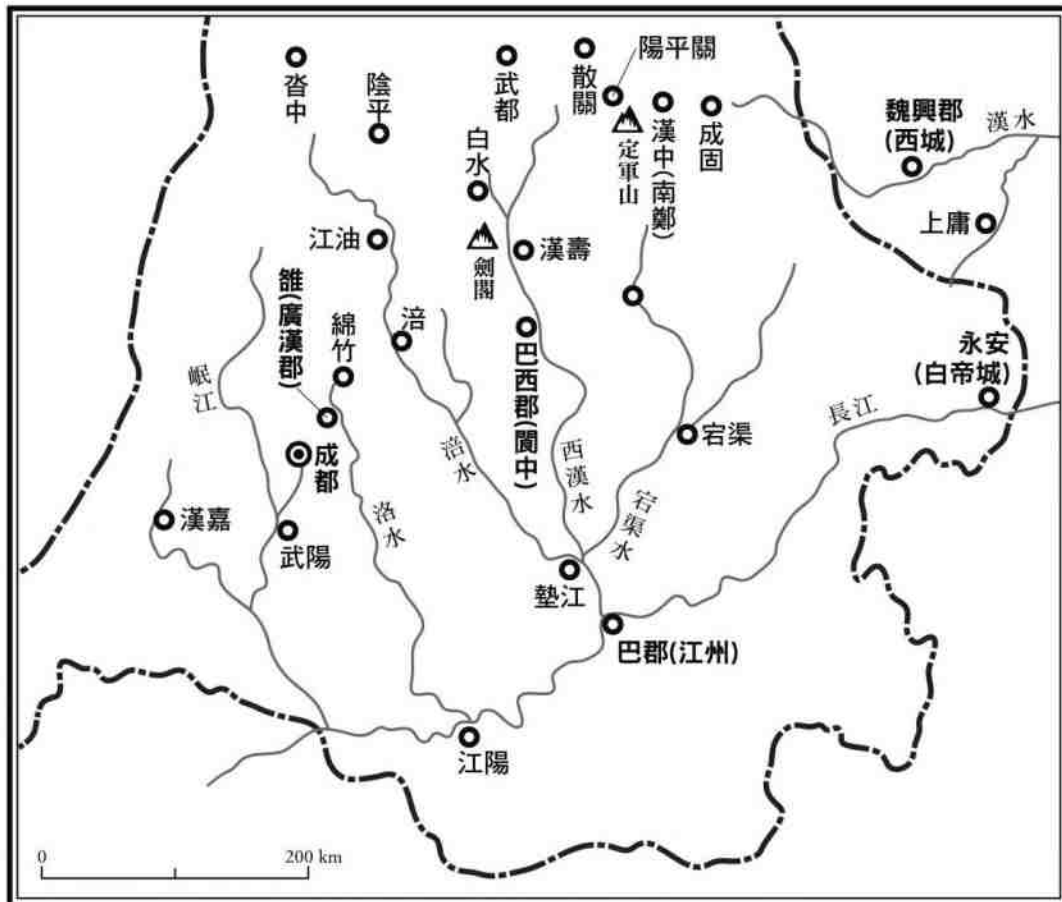 沓中
陰平
武都
散關
陽平關
定軍山
漢中(南鄭)
成固
魏興郡
(西城)
漢水
上庸
白水
劍閣
漢壽
江油
雒(廣漢郡)
綿竹
涪
岷江
成都
漢嘉
武陽
洛水
涪水
巴西郡(閬中)
西漢水
宕渠
宕渠水
永安
(白帝城)
長江
墊江
巴郡(江州)
江陽
0
200 km